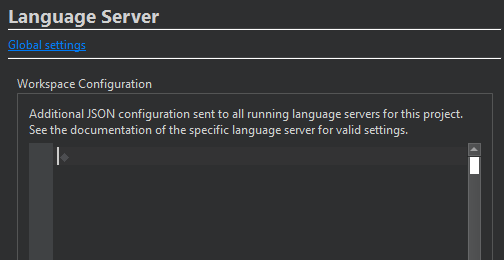 Language Server
Global settings
Workspace Configuration
Additional JSON configuration sent to all running language servers for this project.
See the documentation of the specific language server for valid settings.